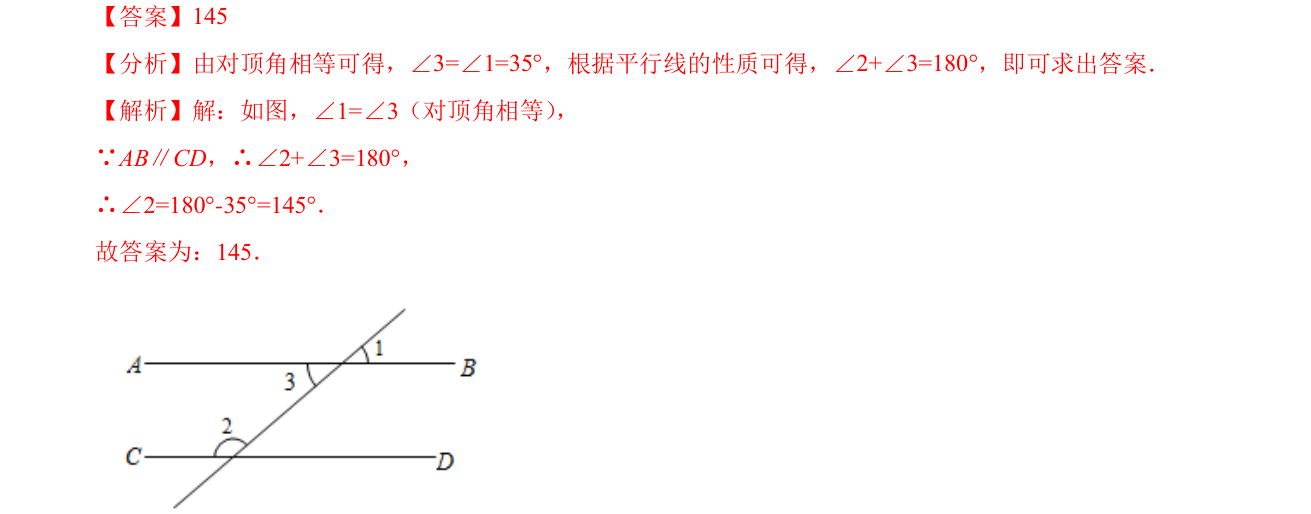 【答案】145
【分析】由对顶角相等可得，∠3=∠1=35°，根据平行线的性质可得，∠2+∠3=180°，即可求出答案．
【解析】解：如图，∠1=∠3（对顶角相等），
∵AB∥CD，∴∠2+∠3=180°，
∴∠2=180°-35°=145°．
故答案为：145．
1
A
B
3
2
C
D